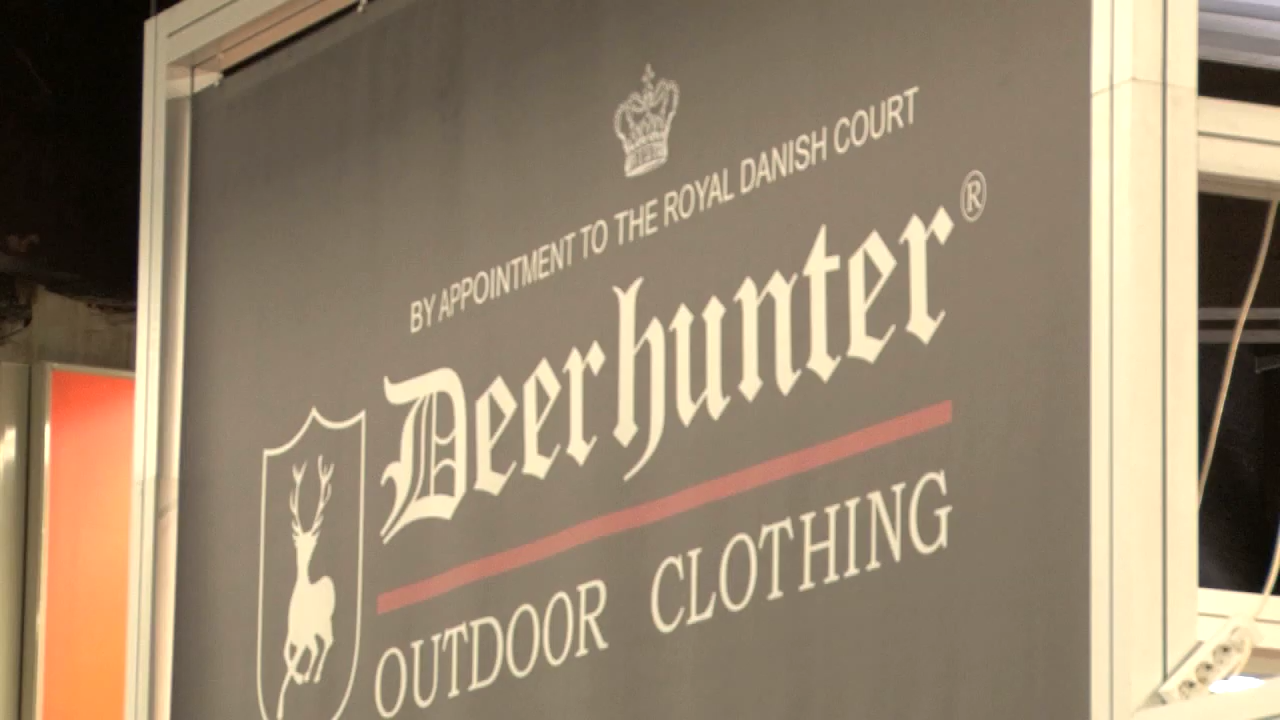 BY APPOINTMENT TO THE ROYAL DANISH COURT
Deerhunter®
OUTDOOR CLOTHING